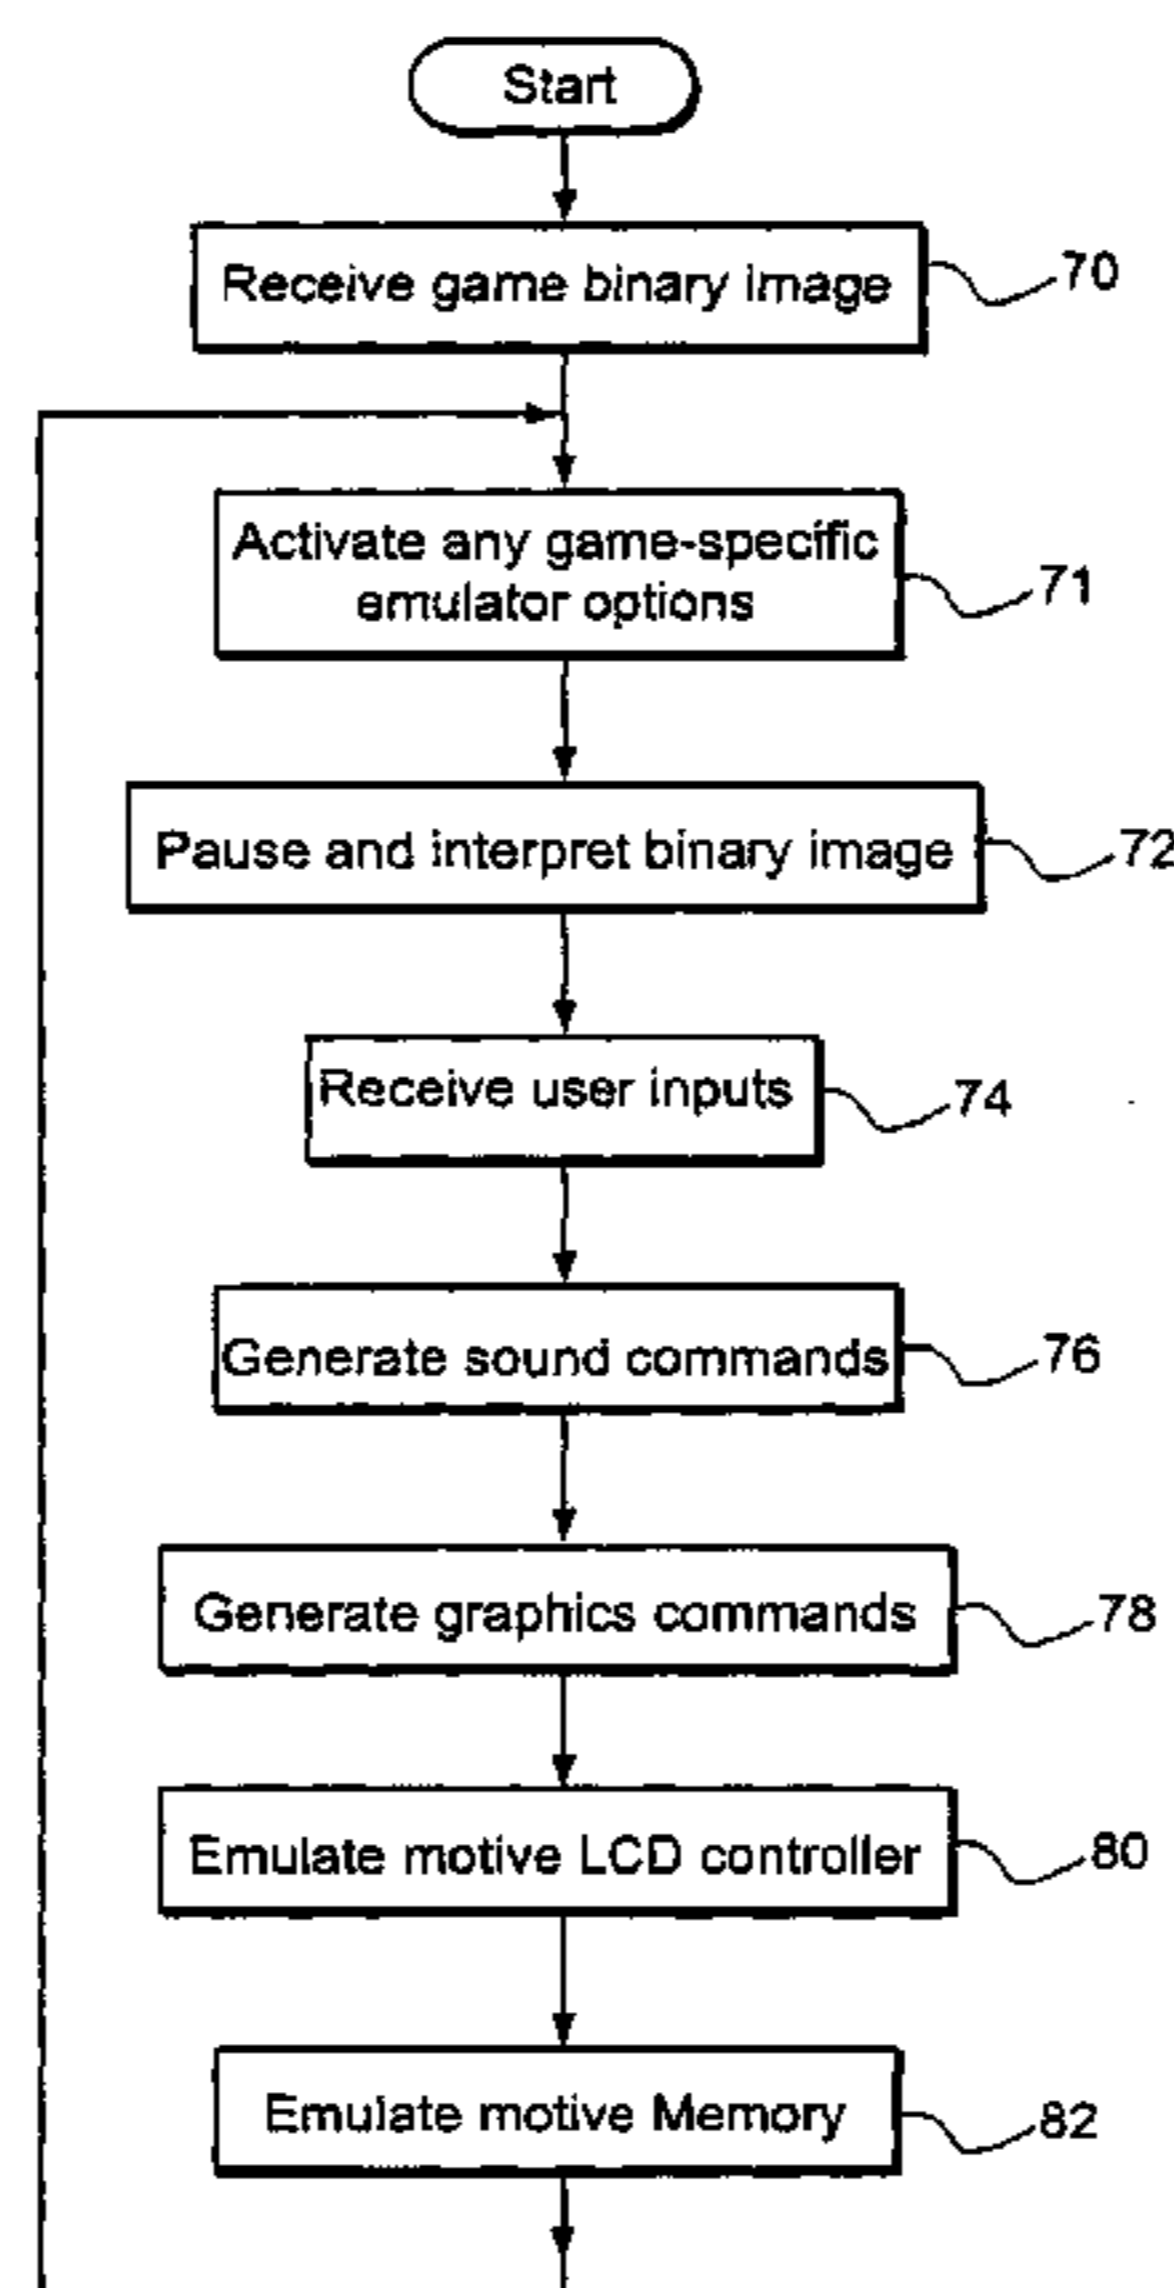 Start
Receive game binary image
70
Activate any game-specific
emulator options
71
Pause and interpret binary image
72
Receive user inputs
74
Generate sound commands
76
Generate graphics commands
78
Emulate motive LCD controller
80
Emulate motive Memory
82